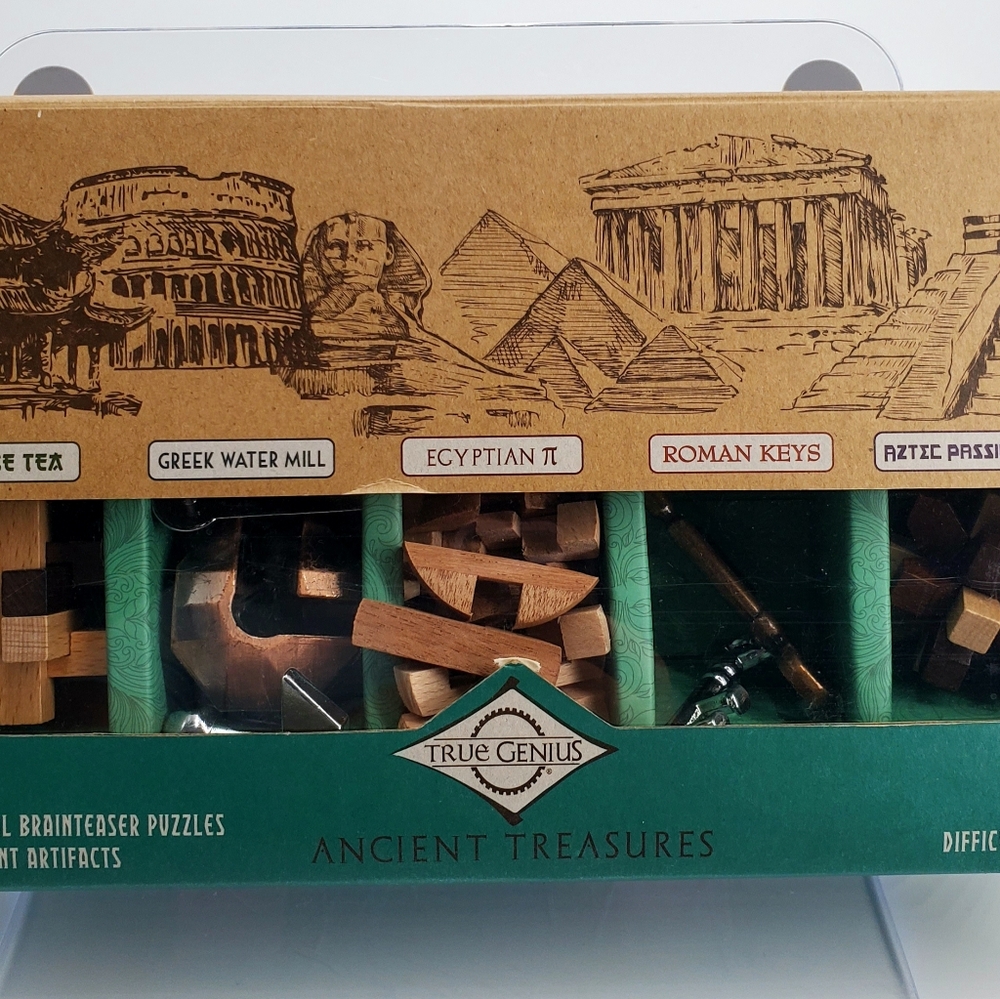 E TEA
GREEK WATER MILL
EGYPTIAN π
ROMAN KEYS
AZTEC PASSI
TRUE GENIUS®
L BRAINTEASER PUZZLES
NT ARTIFACTS
ANCIENT TREASURES
DIFFIC